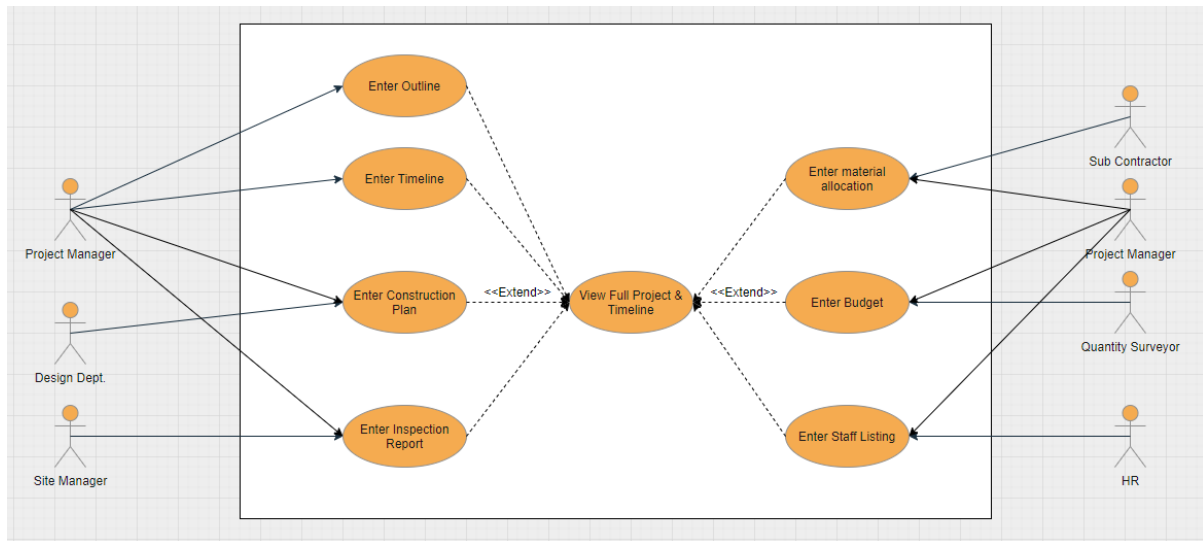 Enter Outline
Sub Contractor
Enter Timeline
Enter material
allocation
Project Manager
Project Manager
Enter Construction
Plan
<<Extend>>
View Full Project &
Timeline
<<Extend>>
Enter Budget
Quantity Surveyor
Design Dept.
Enter Inspection
Report
Enter Staff Listing
Site Manager
HR